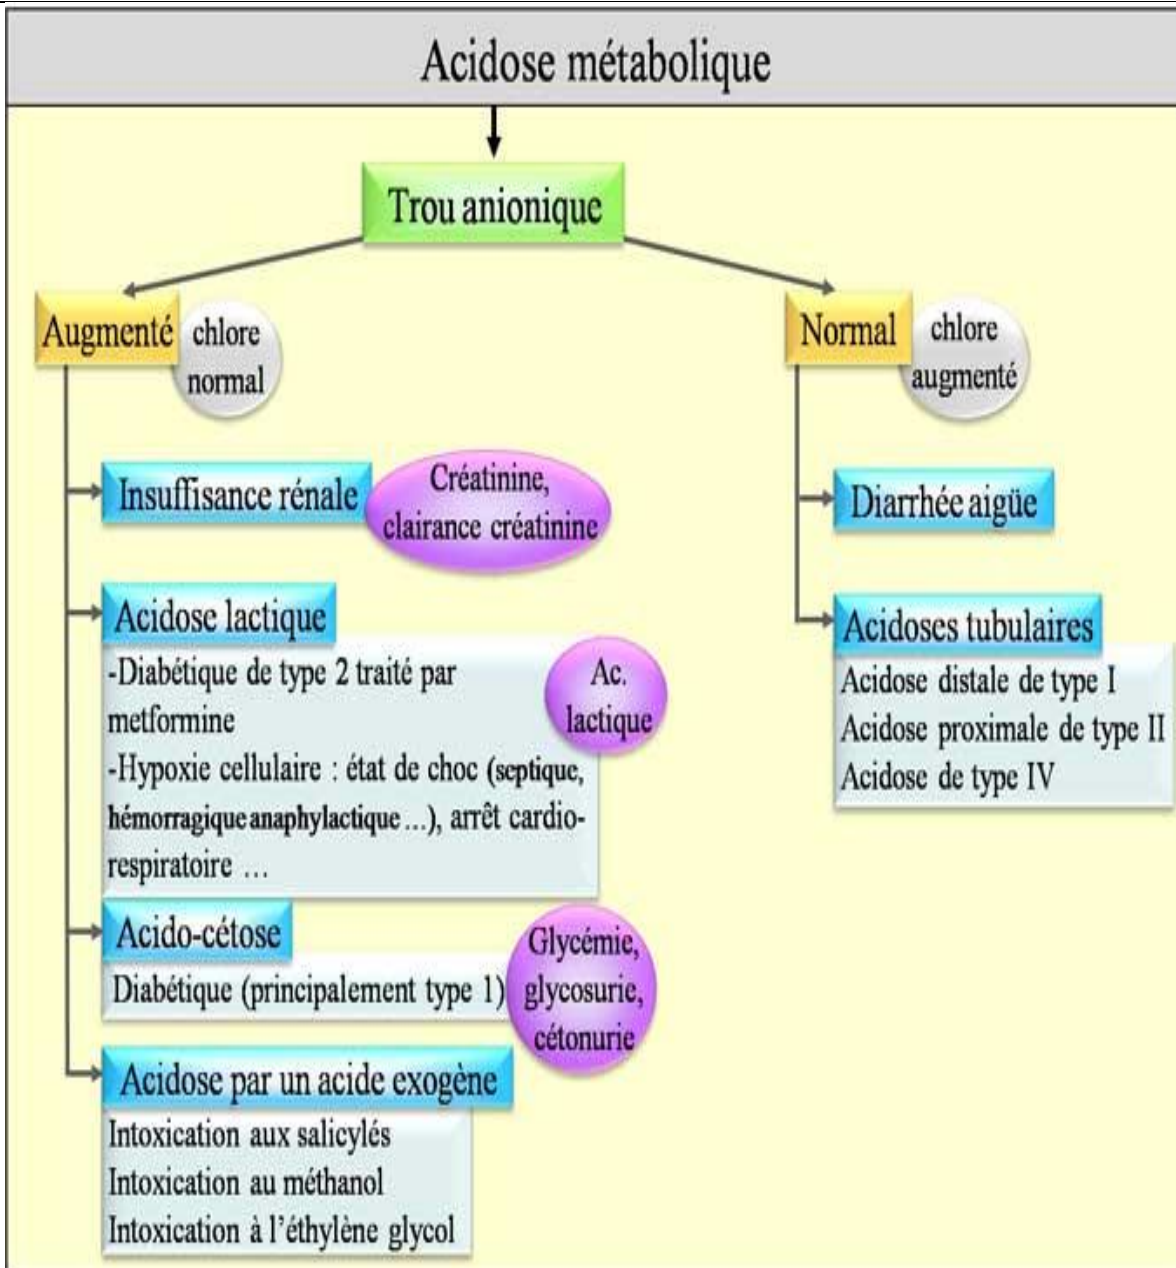 Acidose métabolique
Trou anionique
Augmenté
chlore
normal
Normal
chlore
augmenté
Insuffisance rénale
Créatinine,
clairance créatinine
Acidose lactique
-Diabétique de type 2 traité par
metformine
-Hypoxie cellulaire : état de choc (septique,
hémorragique anaphylactique ...), arrêt cardio-
respiratoire ...
Ac.
lactique
Acido-cétose
Diabétique (principalement type 1)
Glycémie,
glycosurie,
cétonurie
Acidose par un acide exogène
Intoxication aux salicylés
Intoxication au méthanol
Intoxication à l'éthylène glycol
Diarrhée aigüe
Acidoses tubulaires
Acidose distale de type I
Acidose proximale de type II
Acidose de type IV